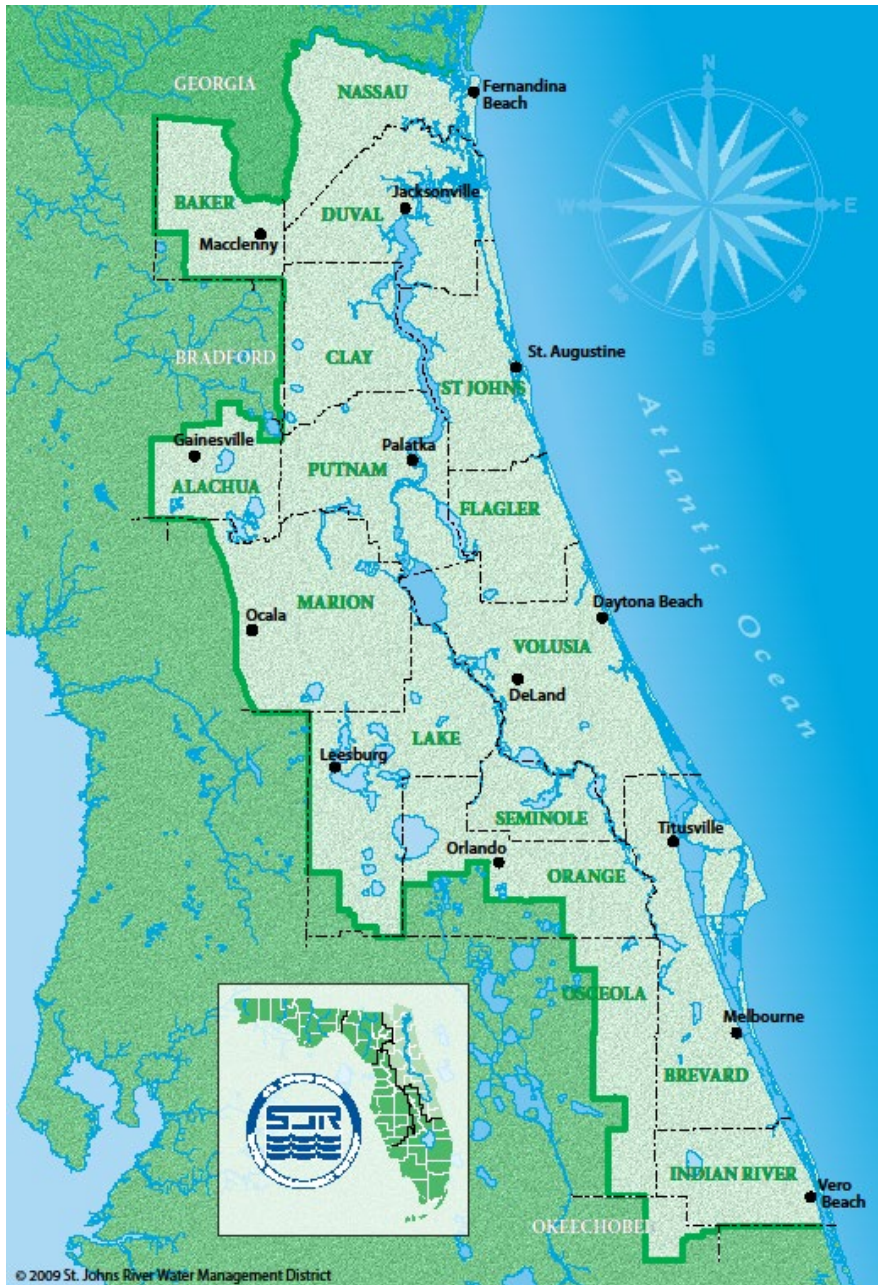 GEORGIA
NASSAU
Fernandina
Beach
N
NW
NE
W
E
S
BAKER
Macclenny
DUVAL
Jacksonville
BRADFORD
CLAY
St. Augustine
ST JOHNS
Atlantic Ocean
Gainesville
ALACHUA
Palatka
PUTNAM
FLAGLER
MARION
Ocala
Daytona Beach
VOLUSIA
DeLand
LAKE
Leesburg
SEMINOLE
Titusville
Orlando
ORANGE
OSCEOLA
Melbourne
BREVARD
SJR
INDIAN RIVER
Vero
Beach
OKEECHOBEE
© 2009 St. Johns River Water Management District